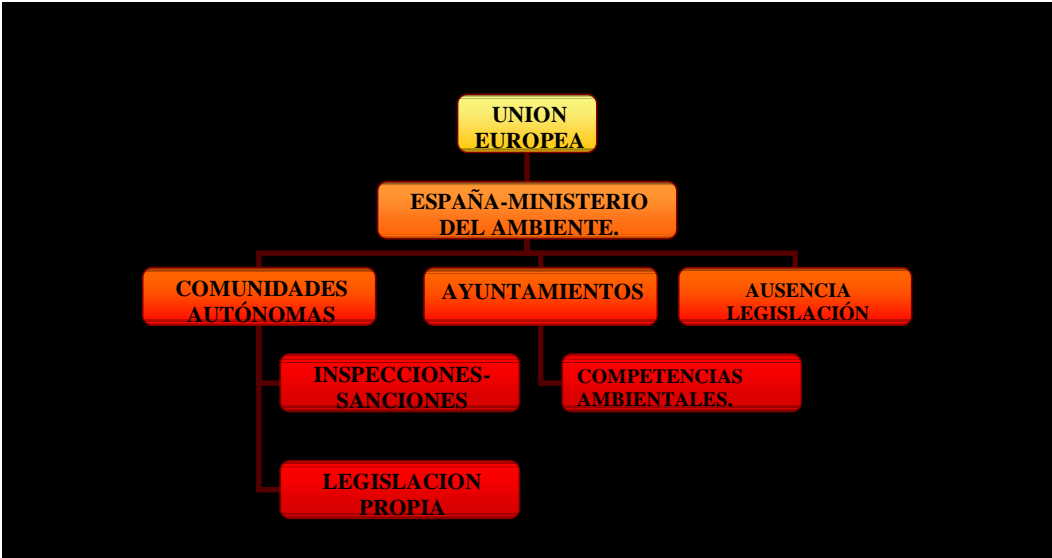 UNION
EUROPEA
ESPAÑA-MINISTERIO
DEL AMBIENTE.
COMUNIDADES
AUTÓNOMAS
AYUNTAMIENTOS
AUSENCIA
LEGISLACIÓN
INSPECCIONES-
SANCIONES
COMPETENCIAS
AMBIENTALES.
LEGISLACION
PROPIA